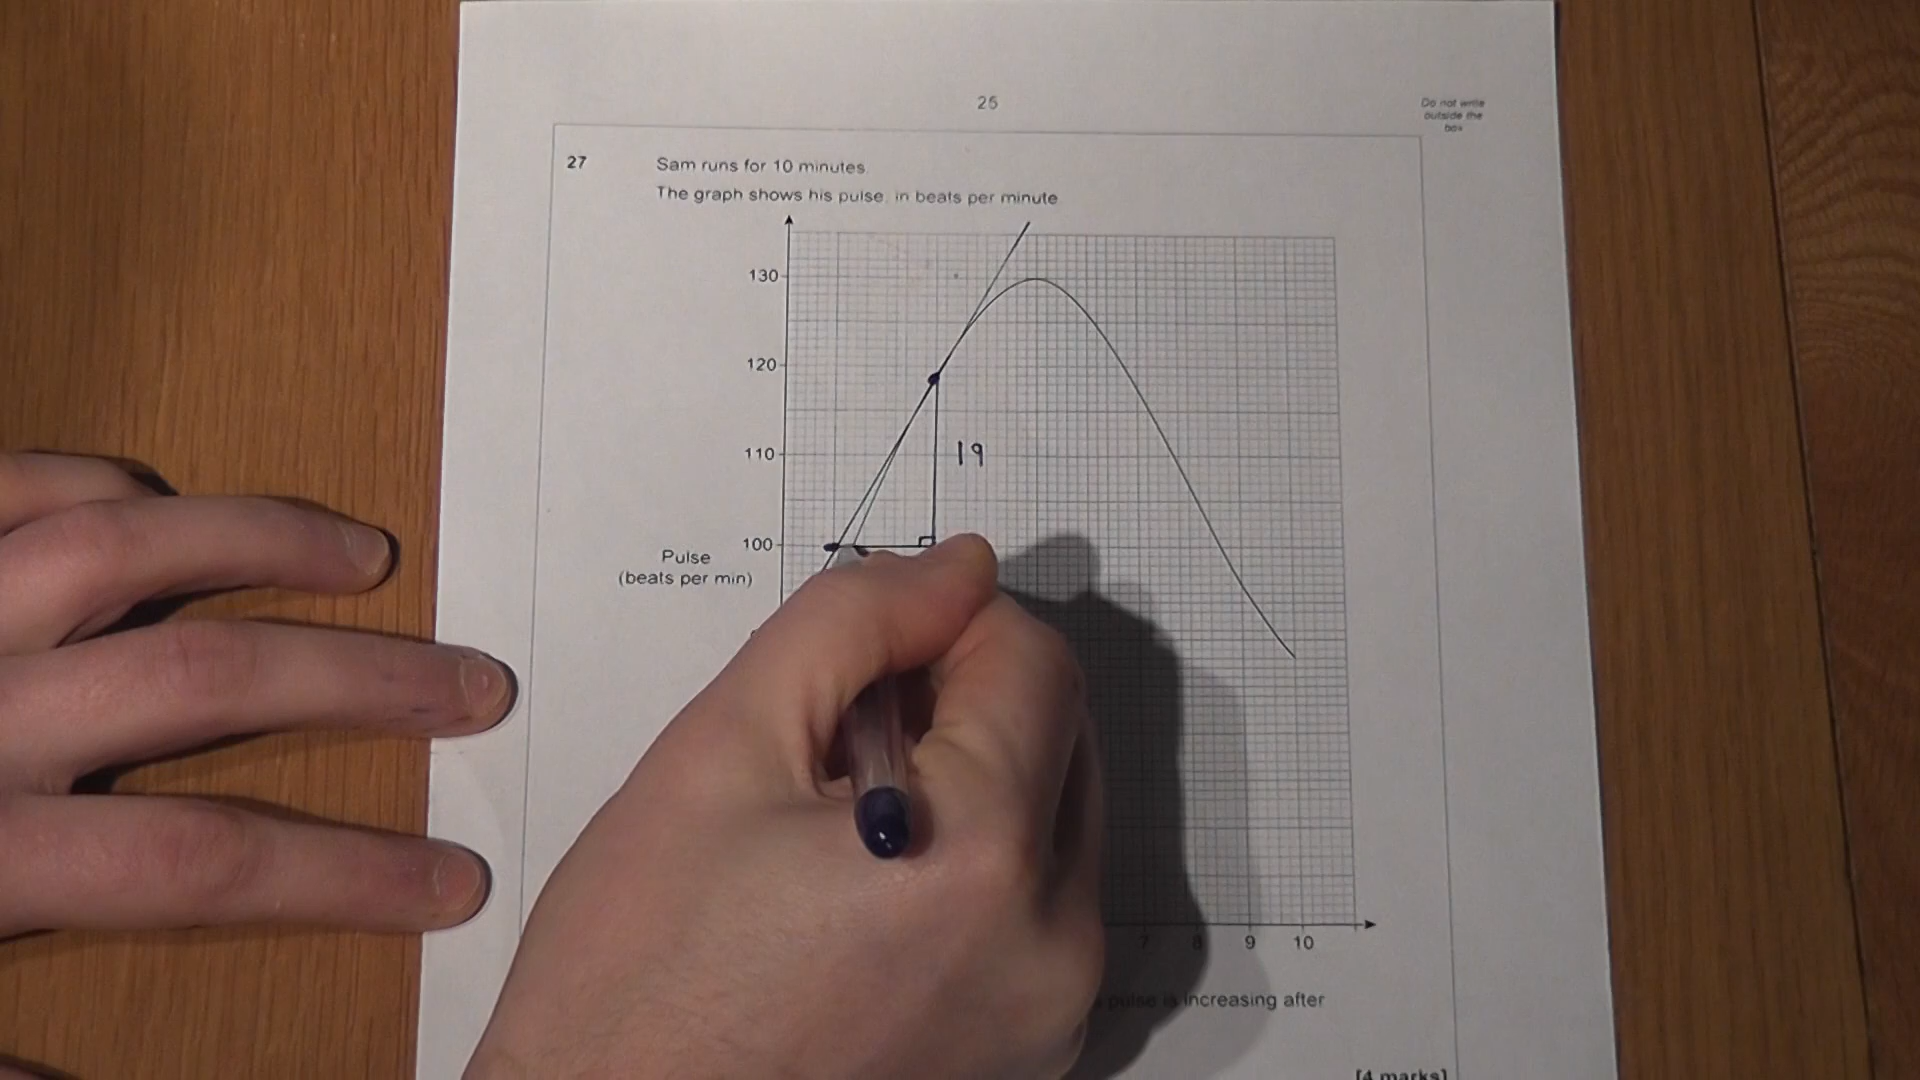 25
Do not write
outside the
box
27
Sam runs for 10 minutes.
The graph shows his pulse, in beats per minute
130
120
110
19
100
Pulse
(beats per min)
7 8 9 10
pulse is increasing after
[4 marks]